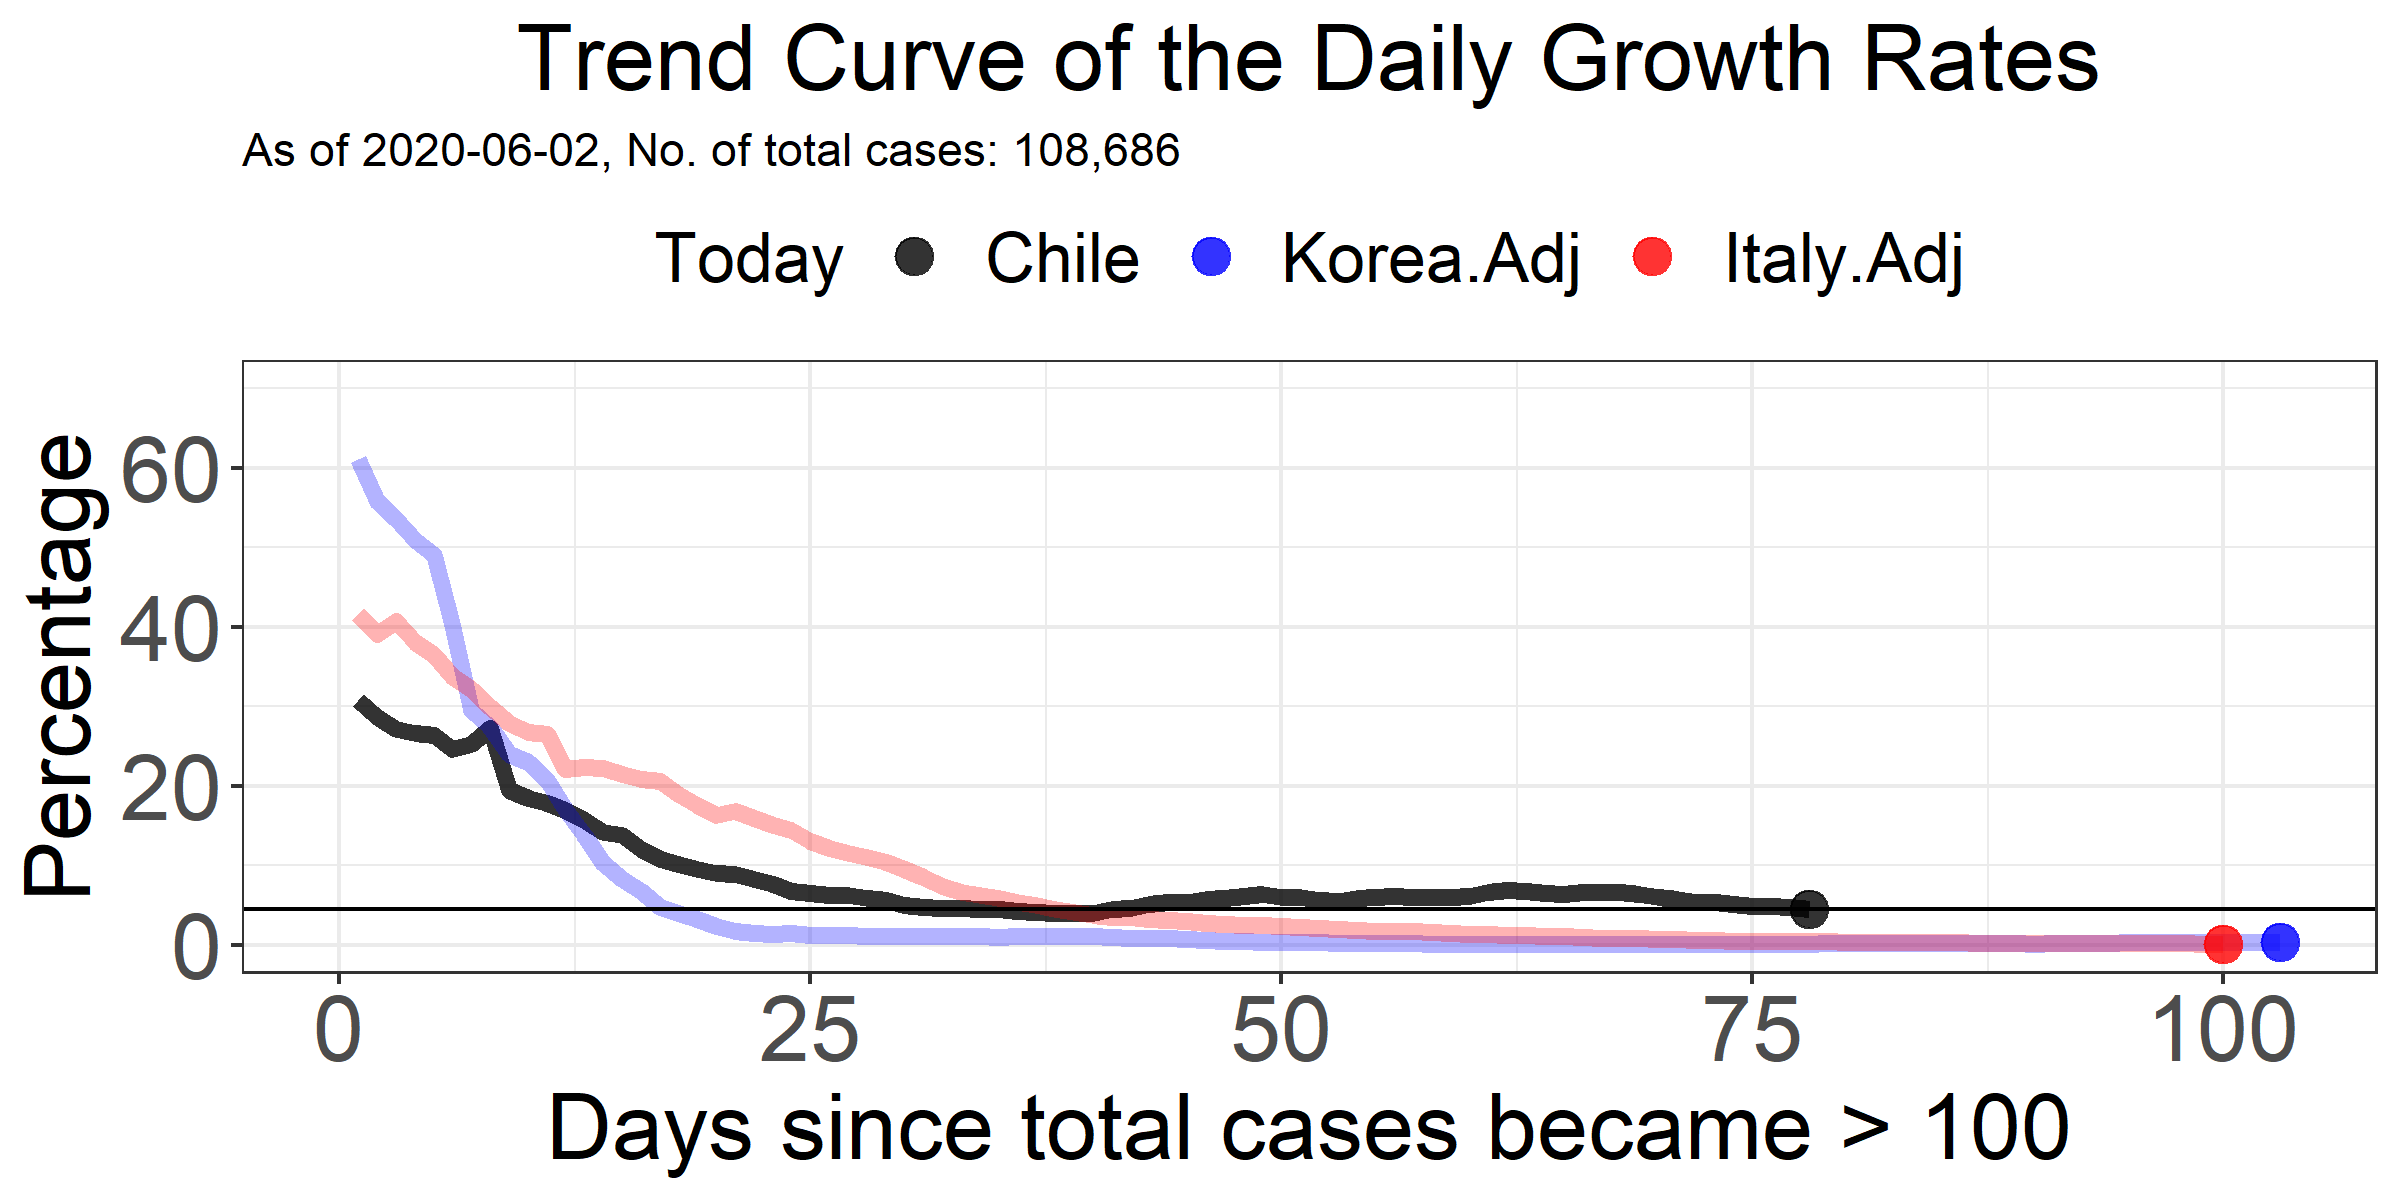 Trend Curve of the Daily Growth Rates
As of 2020-06-02, No. of total cases: 108,686
Today Chile Korea.Adj Italy.Adj
Percentage
60
40
20
0
0 25 50 75 100
Days since total cases became > 100